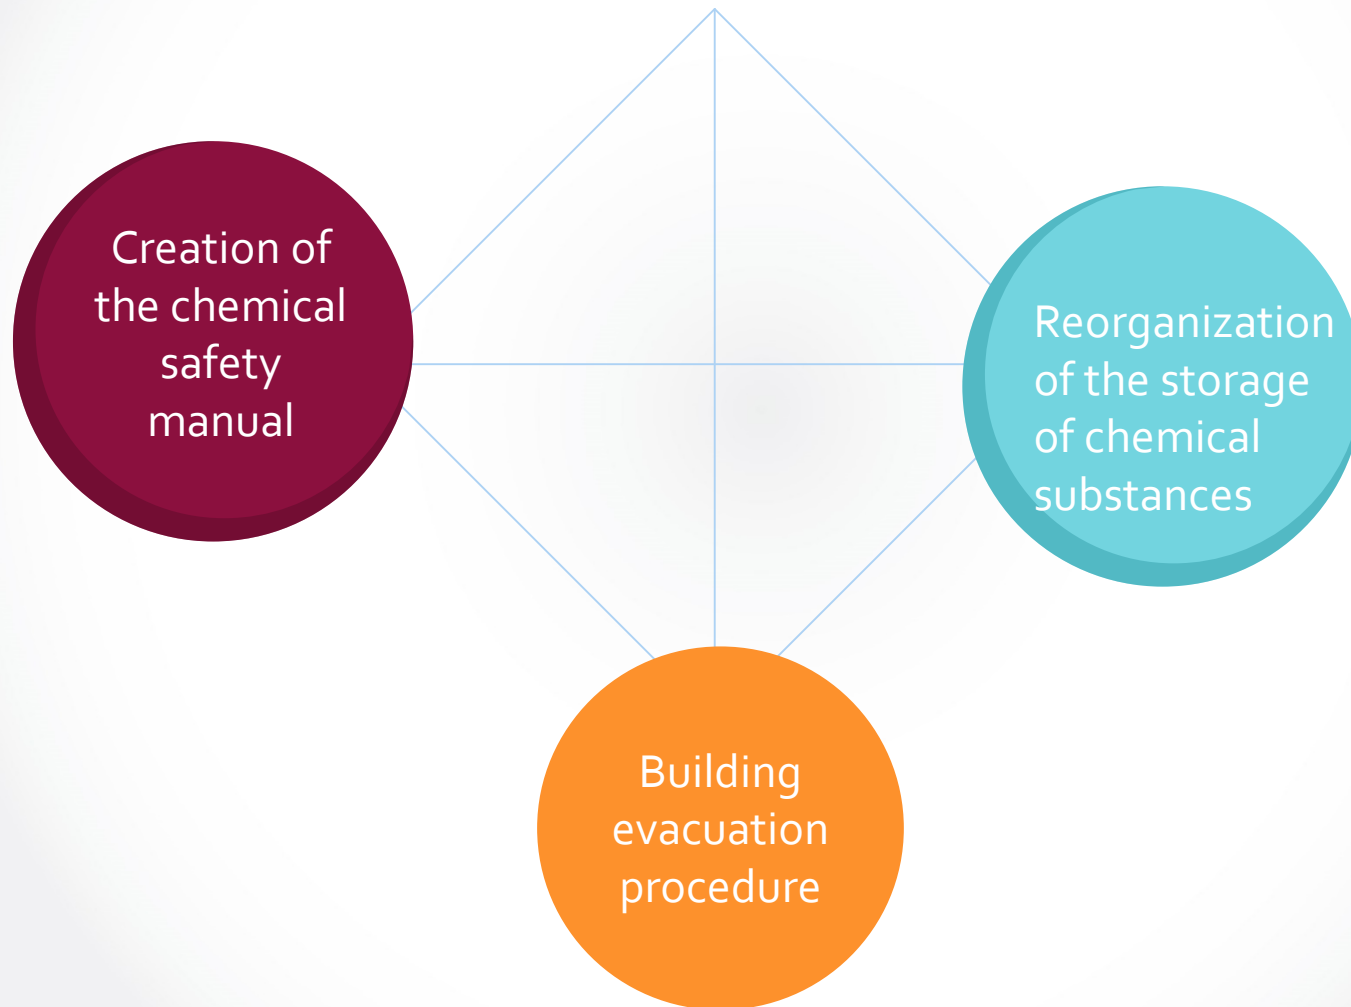 Creation of
the chemical
safety
manual
Reorganization
of the storage
of chemical
substances
Building
evacuation
procedure